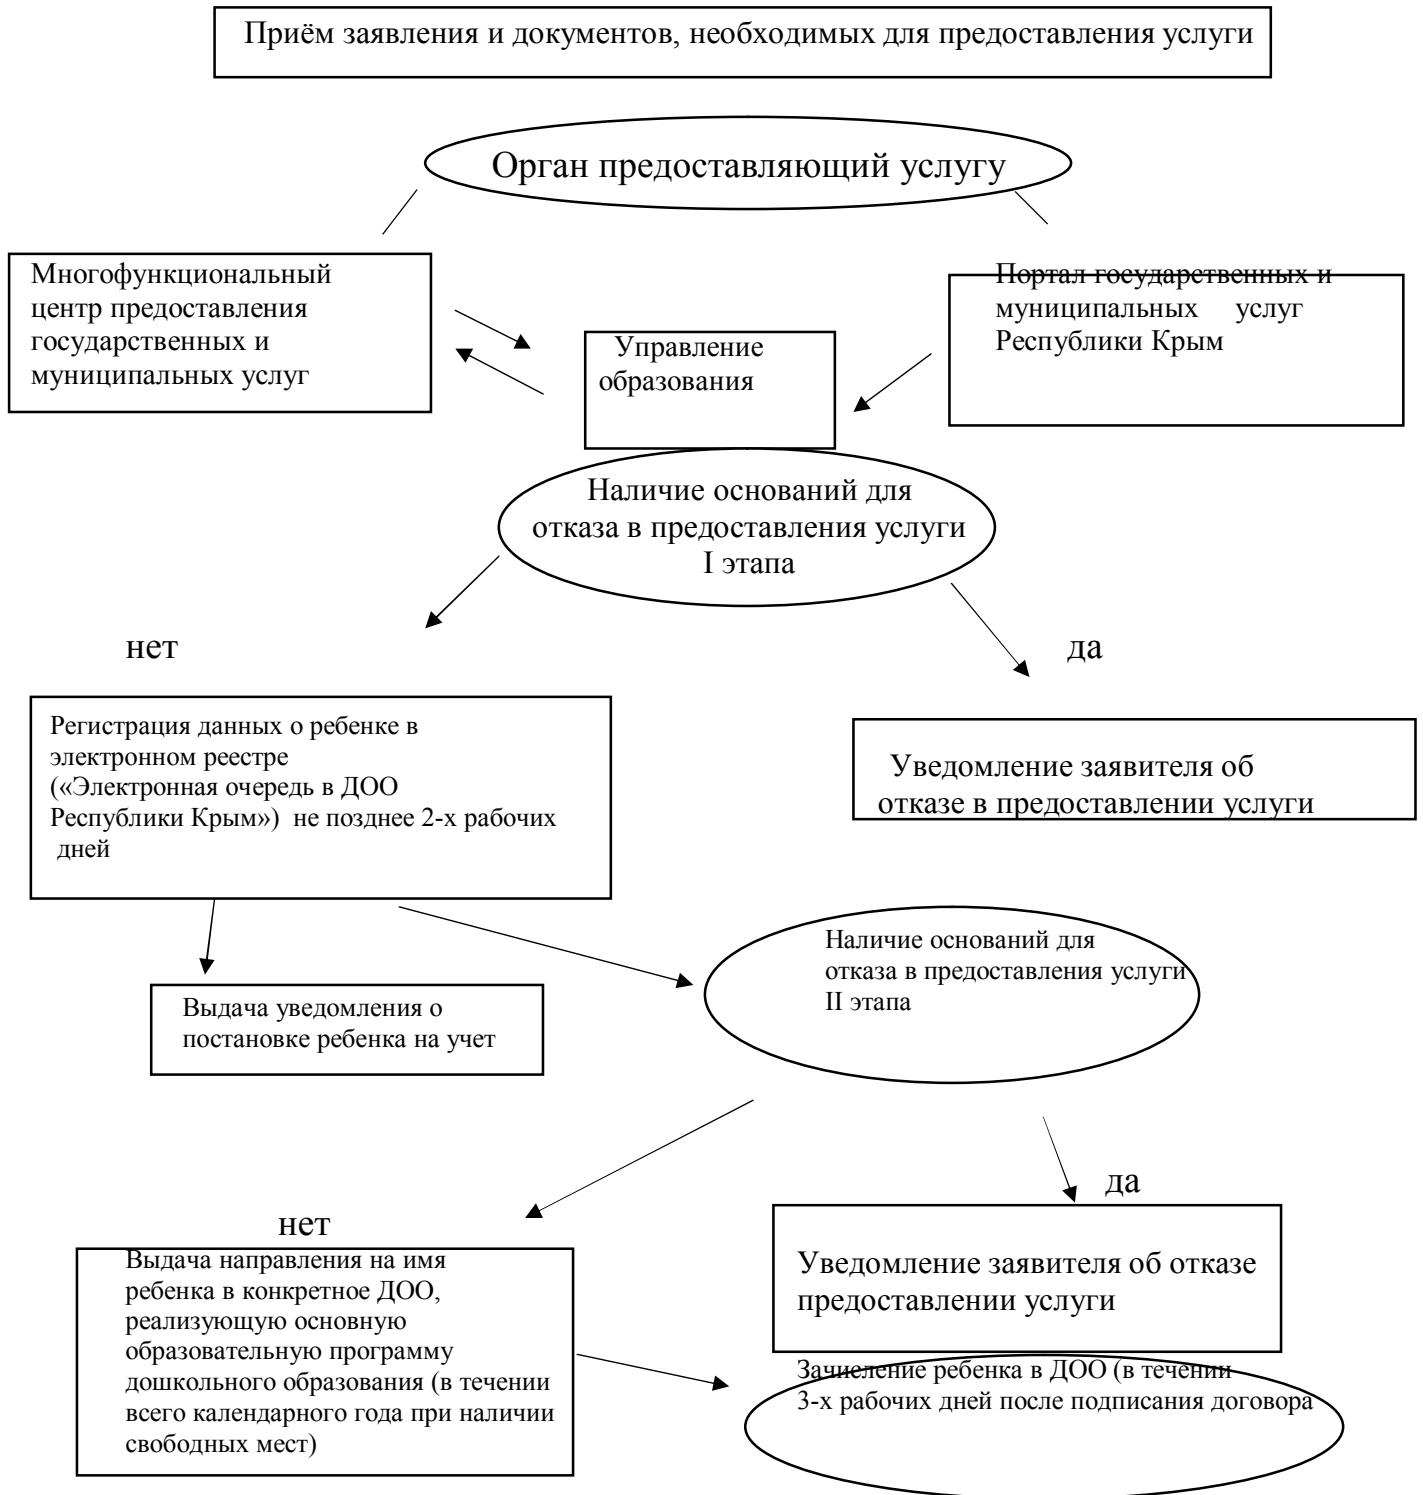 Приём заявления и документов, необходимых для предоставления услуги
Орган предоставляющий услугу
Многофункциональный
центр предоставления
государственных и
муниципальных услуг
Управление
образования
Портал государственных и
муниципальных услуг
Республики Крым
Наличие оснований для
отказа в предоставления услуги
I этапа
нет
да
Регистрация данных о ребенке в
электронном реестре
(«Электронная очередь в ДОО
Республики Крым») не позднее 2-х рабочих
дней
Уведомление заявителя об
отказе в предоставлении услуги
Выдача уведомления о
постановке ребенка на учет
Наличие оснований для
отказа в предоставления услуги
II этапа
нет
да
Выдача направления на имя
ребенка в конкретное ДОО,
реализующую основную
образовательную программу
дошкольного образования (в течении
всего календарного года при наличии
свободных мест)
Уведомление заявителя об отказе
предоставлении услуги
Зачисление ребенка в ДОО (в течении
3-х рабочих дней после подписания договора